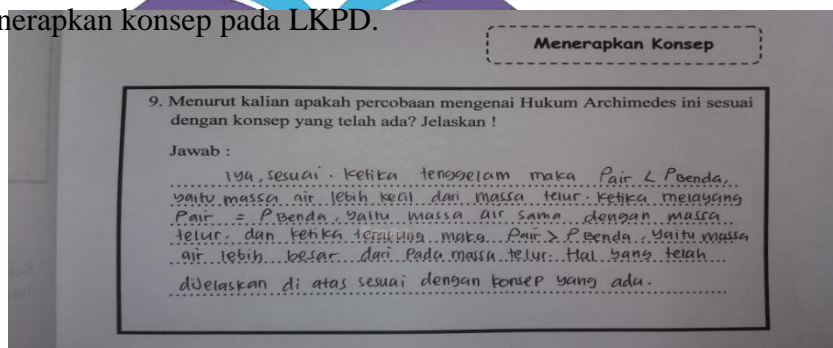 nerapkan konsep pada LKPD.
Menerapkan Konsep
9. Menurut kalian apakah percobaan mengenai Hukum Archimedes ini sesuai
dengan konsep yang telah ada? Jelaskan !
Jawab :
Iya, sesuai. Ketika tenggelam maka ρair < ρBenda,
yaitu massa air lebih kecil dari massa telur. Ketika melayang
ρair = ρBenda, yaitu massa air sama dengan massa
telur, dan ketika terapung maka ρair > ρBenda, yaitu massa
air lebih besar dari pada massa telur. Hal yang telah
dijelaskan di atas sesuai dengan konsep yang ada.